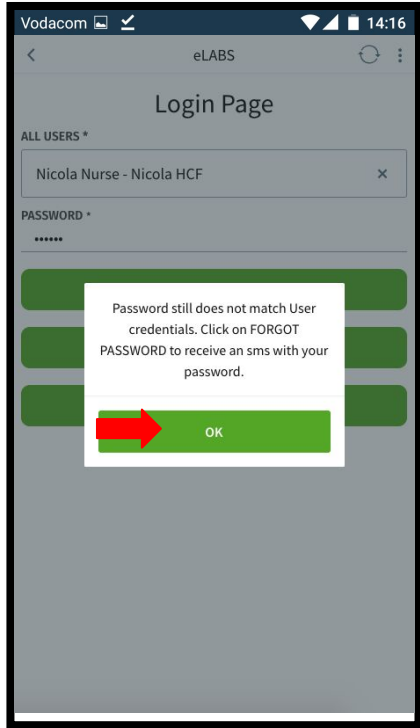 Vodacom 14:16
eLABS
Login Page
ALL USERS *
Nicola Nurse - Nicola HCF ×
PASSWORD *
••••••
Password still does not match User
credentials. Click on FORGOT
PASSWORD to receive an sms with your
password.
OK